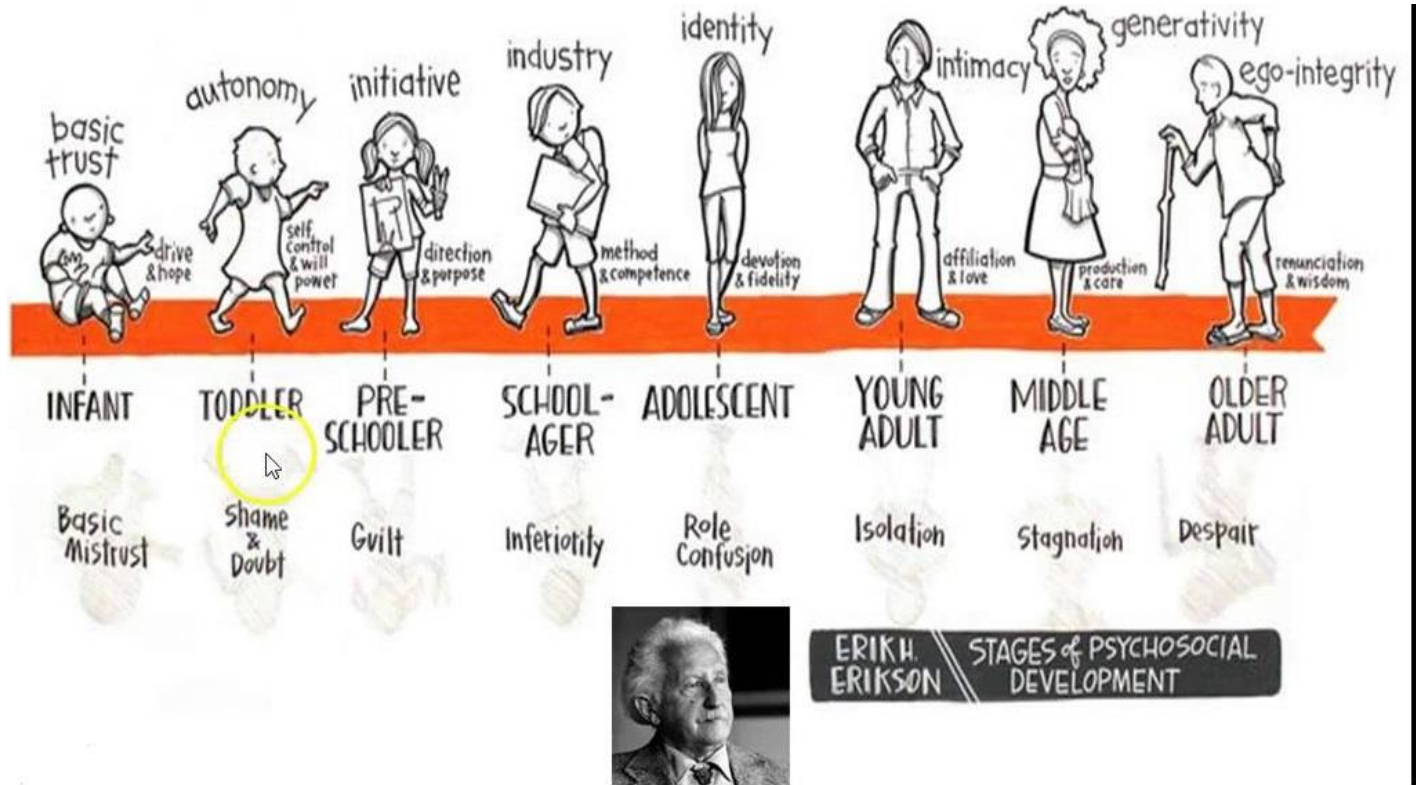 basic
trust
drive
& hope
autonomy
self
control
& will
power
initiative
direction
& purpose
industry
method
& competence
identity
devotion
& fidelity
intimacy
affiliation
& love
generativity
production
& care
ego-integrity
renunciation
& wisdom
INFANT
TODDLER
PRE-
SCHOOLER
SCHOOL-
AGER
ADOLESCENT
YOUNG
ADULT
MIDDLE
AGE
OLDER
ADULT
Basic
Mistrust
Shame
&
Doubt
Guilt
Inferiority
Role
Confusion
Isolation
Stagnation
Despair
ERIK H.
ERIKSON
STAGES of PSYCHOSOCIAL
DEVELOPMENT